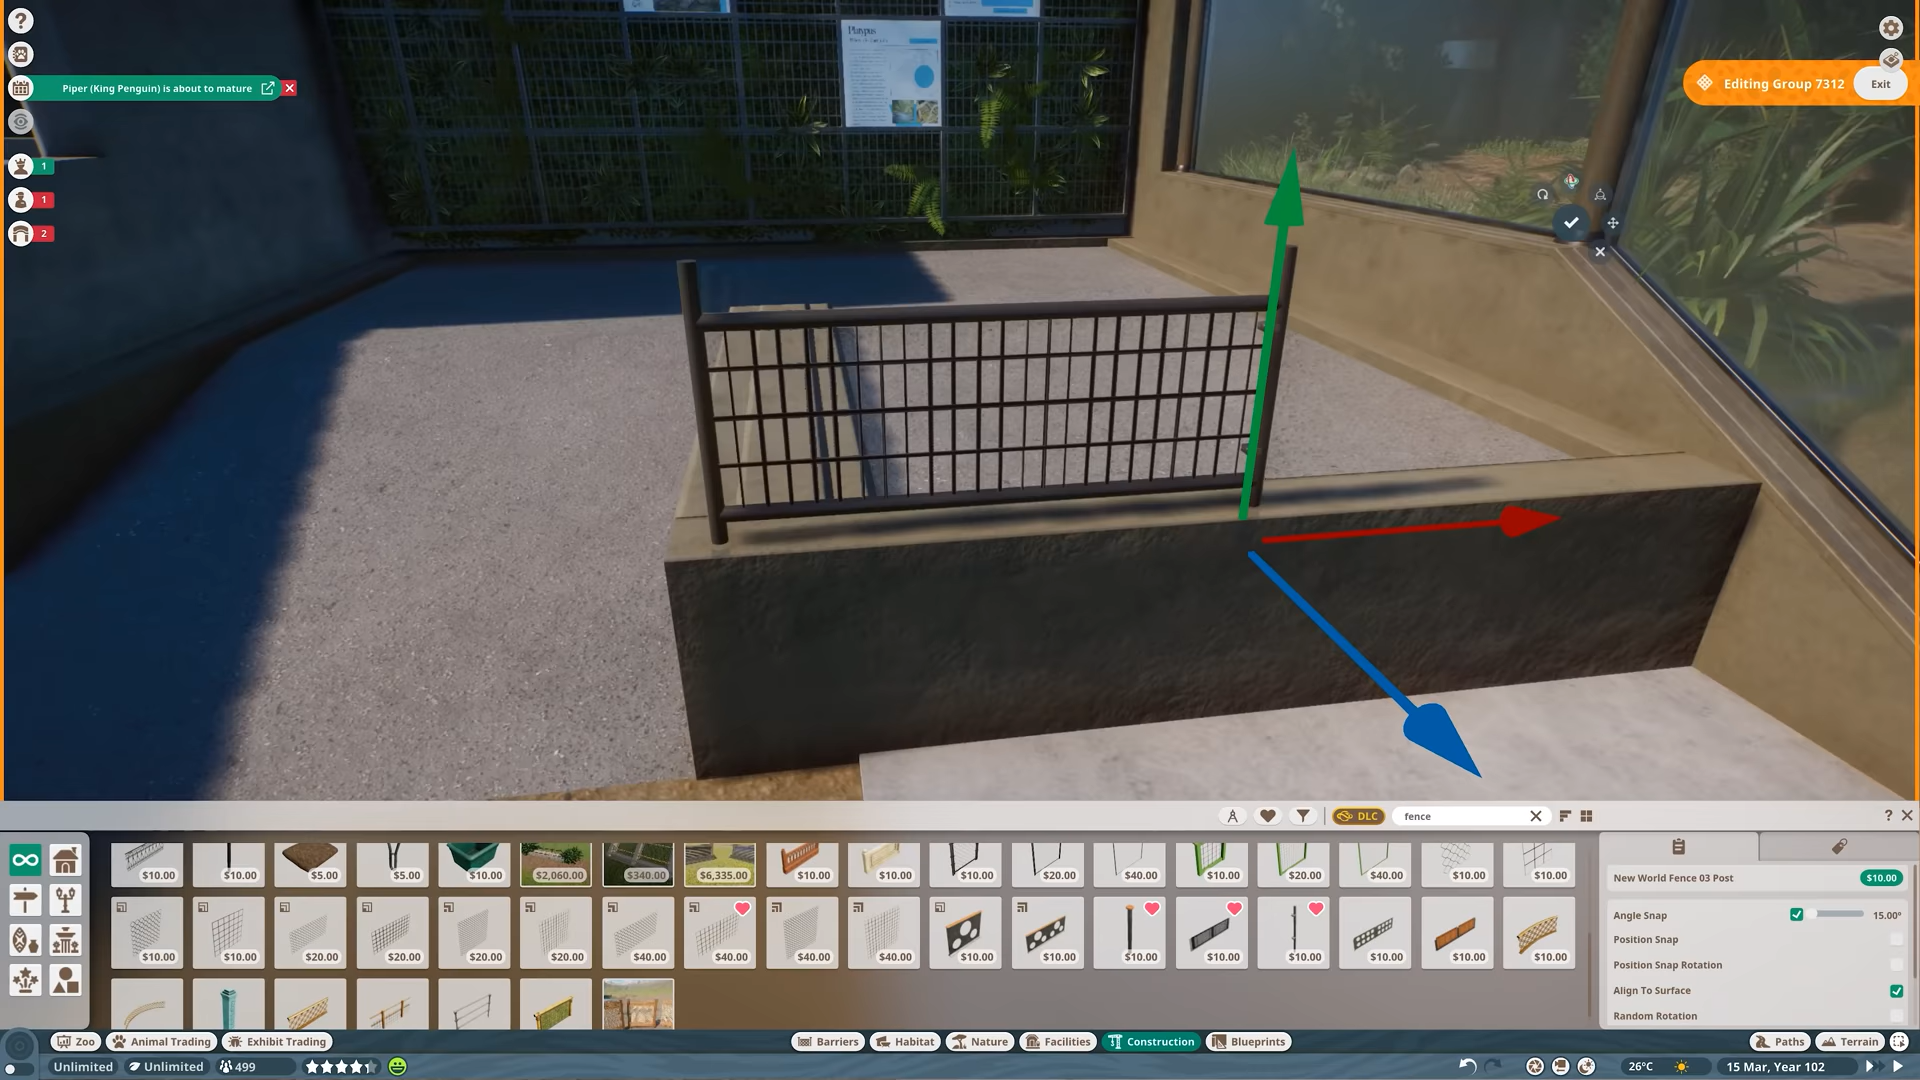 Platypus
Piper (King Penguin) is about to mature
Editing Group 7312
Exit
1
1
2
DLC
fence
?
$10.00 $10.00 $5.00 $5.00 $10.00 $2,060.00 $340.00 $6,335.00 $10.00 $10.00 $10.00 $20.00 $40.00 $10.00 $20.00 $40.00 $10.00 $10.00
$10.00 $10.00 $20.00 $20.00 $20.00 $20.00 $40.00 $40.00 $40.00 $40.00 $10.00 $10.00 $10.00 $10.00 $10.00 $10.00 $10.00 $10.00
New World Fence 03 Post
$10.00
Angle Snap
15.00°
Position Snap
Position Snap Rotation
Align To Surface
Random Rotation
Zoo
Animal Trading
Exhibit Trading
Barriers
Habitat
Nature
Facilities
Construction
Blueprints
Paths
Terrain
Unlimited
Unlimited
499
26°C
15 Mar, Year 102